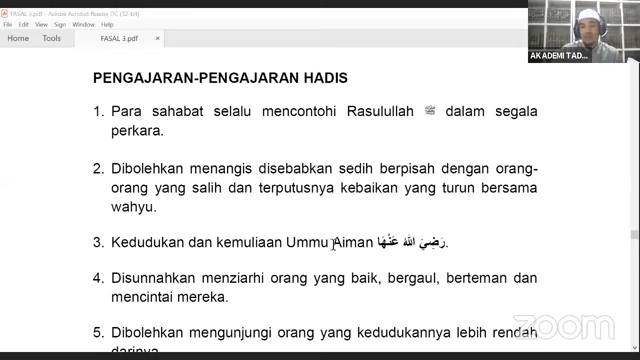 FASAL 3.pdf - Adobe Acrobat Reader DC (32-bit)
File Edit View Sign Window Help
Home Tools FASAL 3.pdf ×
AKADEMI TAD...
PENGAJARAN-PENGAJARAN HADIS
1. Para sahabat selalu mencontohi Rasulullah ﷺ dalam segala
perkara.
2. Dibolehkan menangis disebabkan sedih berpisah dengan orang-
orang yang salih dan terputusnya kebaikan yang turun bersama
wahyu.
3. Kedudukan dan kemuliaan Ummu Aiman رَضِيَ اللهُ عَنْهَا.
4. Disunnahkan menziarhi orang yang baik, bergaul, berteman dan
mencintai mereka.
5. Dibolehkan mengunjungi orang yang kedudukannya lebih rendah
darinya.
zoom